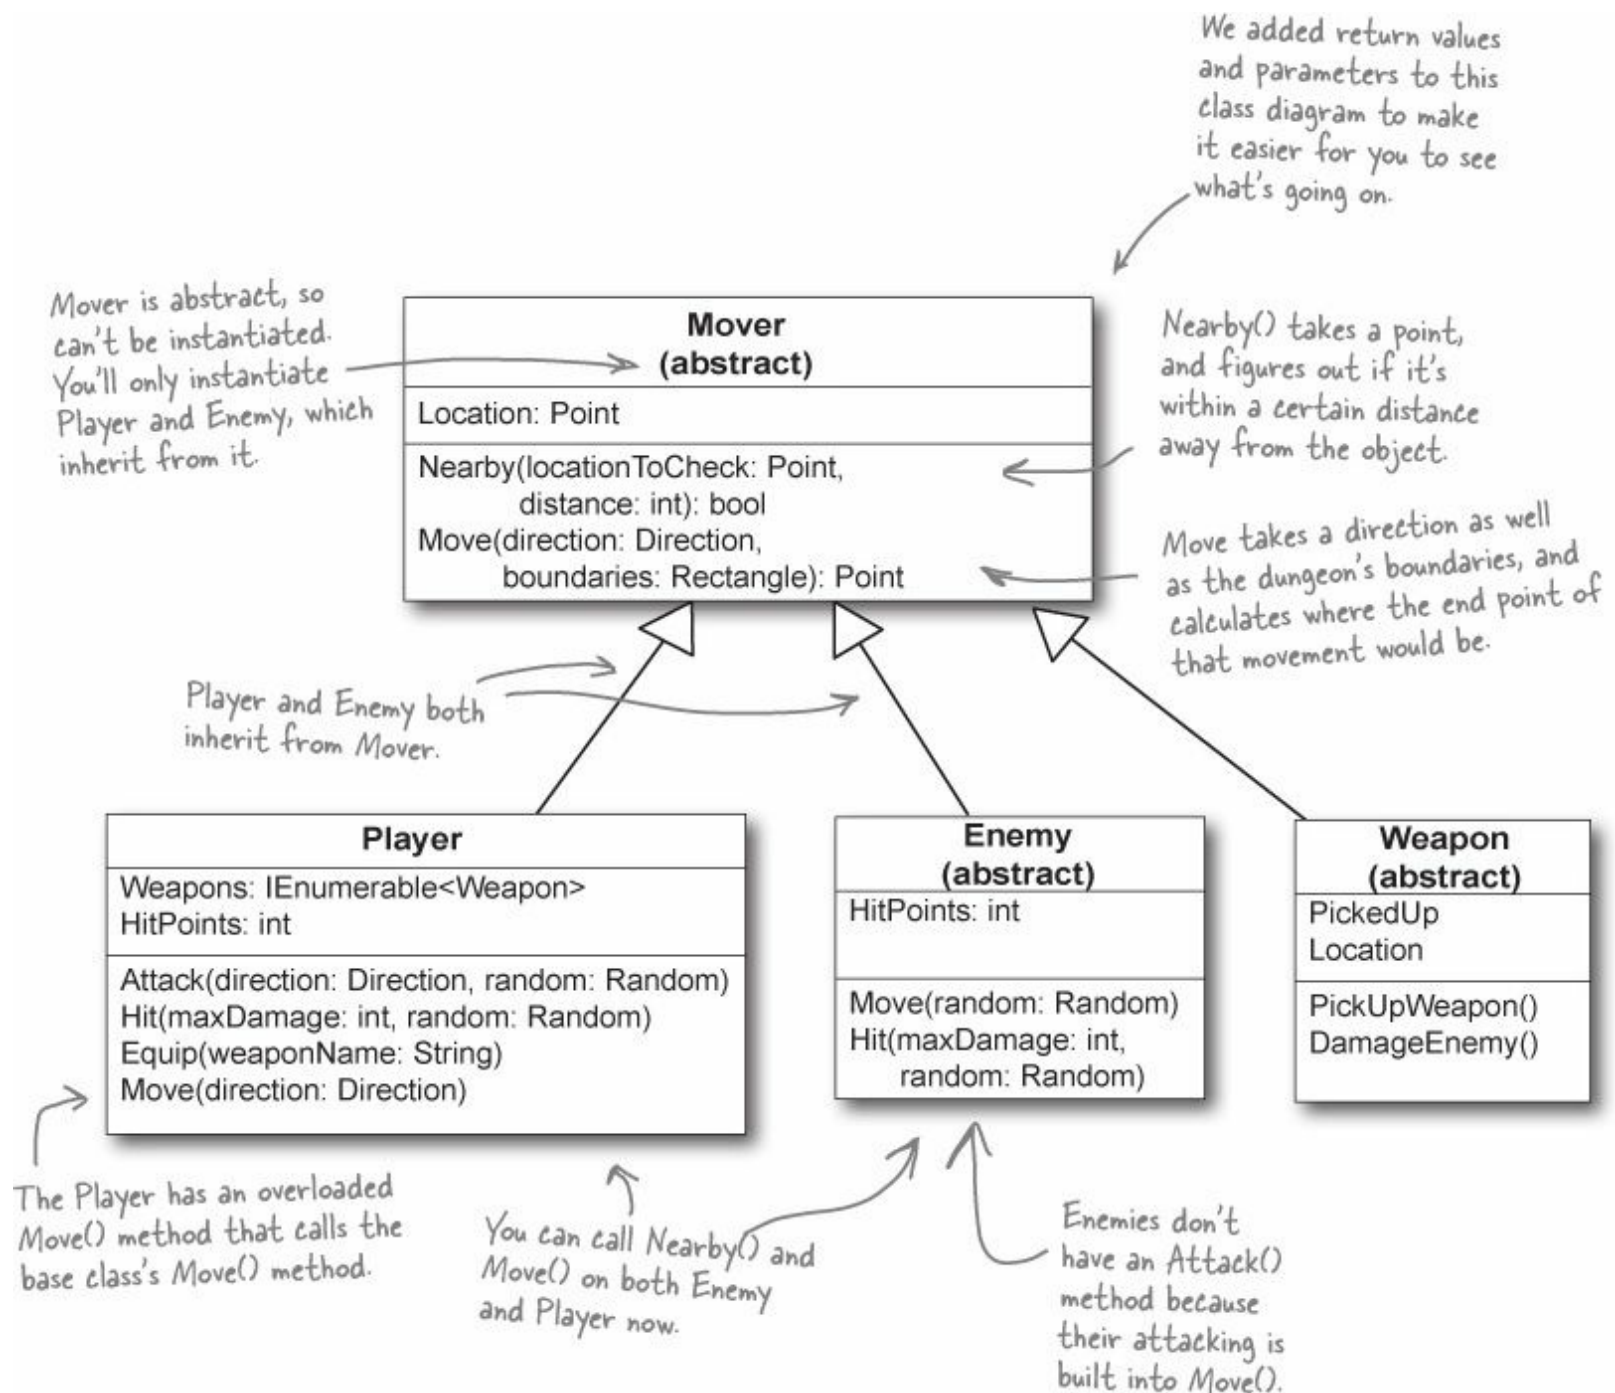 We added return values
and parameters to this
class diagram to make
it easier for you to see
what's going on.
Mover is abstract, so
can't be instantiated.
You'll only instantiate
Player and Enemy, which
inherit from it.
Mover
(abstract)
Location: Point
Nearby(locationToCheck: Point,
distance: int): bool
Move(direction: Direction,
boundaries: Rectangle): Point
Nearby() takes a point,
and figures out if it's
within a certain distance
away from the object.
Move takes a direction as well
as the dungeon's boundaries, and
calculates where the end point of
that movement would be.
Player and Enemy both
inherit from Mover.
Player
Weapons: IEnumerable<Weapon>
HitPoints: int
Attack(direction: Direction, random: Random)
Hit(maxDamage: int, random: Random)
Equip(weaponName: String)
Move(direction: Direction)
Enemy
(abstract)
HitPoints: int
Move(random: Random)
Hit(maxDamage: int,
random: Random)
Weapon
(abstract)
PickedUp
Location
PickUpWeapon()
DamageEnemy()
The Player has an overloaded
Move() method that calls the
base class's Move() method.
You can call Nearby() and
Move() on both Enemy
and Player now.
Enemies don't
have an Attack()
method because
their attacking is
built into Move().